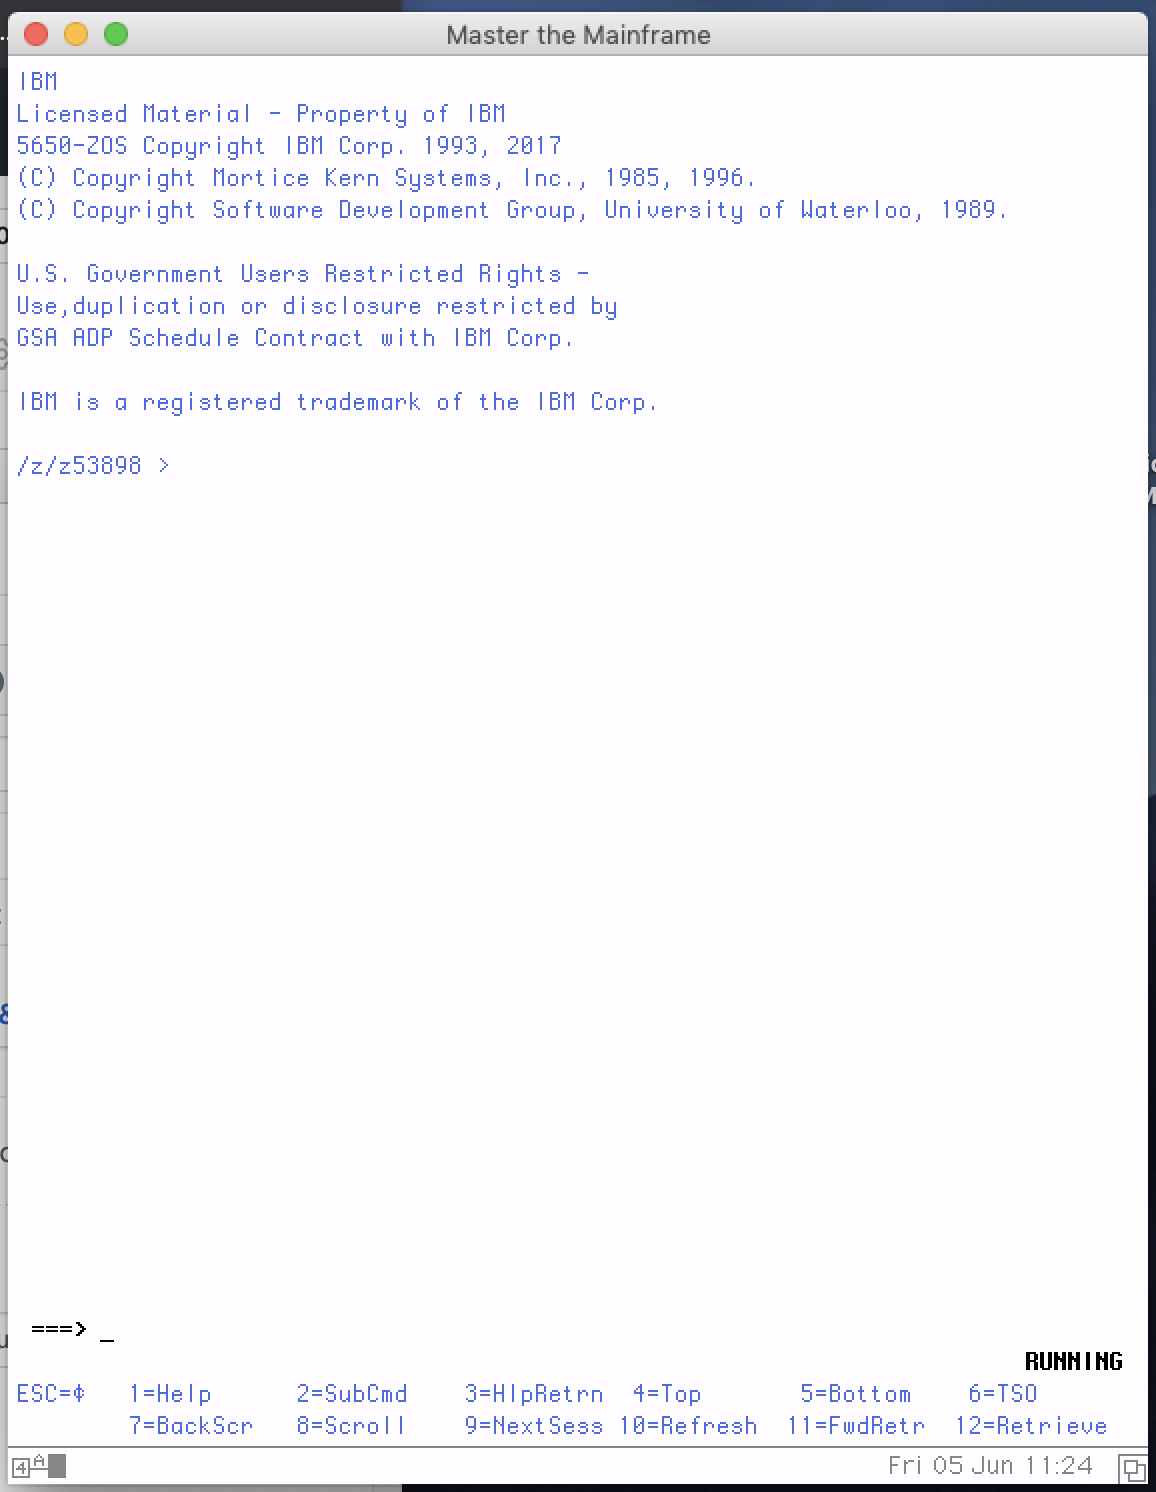 Master the Mainframe
IBM
Licensed Material - Property of IBM
5650-ZOS Copyright IBM Corp. 1993, 2017
(C) Copyright Mortice Kern Systems, Inc., 1985, 1996.
(C) Copyright Software Development Group, University of Waterloo, 1989.
U.S. Government Users Restricted Rights -
Use,duplication or disclosure restricted by
GSA ADP Schedule Contract with IBM Corp.
IBM is a registered trademark of the IBM Corp.
/z/z53898 >
===> _
RUNNING
ESC=¢ 1=Help 2=SubCmd 3=HlpRetrn 4=Top 5=Bottom 6=TSO
7=BackScr 8=Scroll 9=NextSess 10=Refresh 11=FwdRetr 12=Retrieve
4 A Fri 05 Jun 11:24